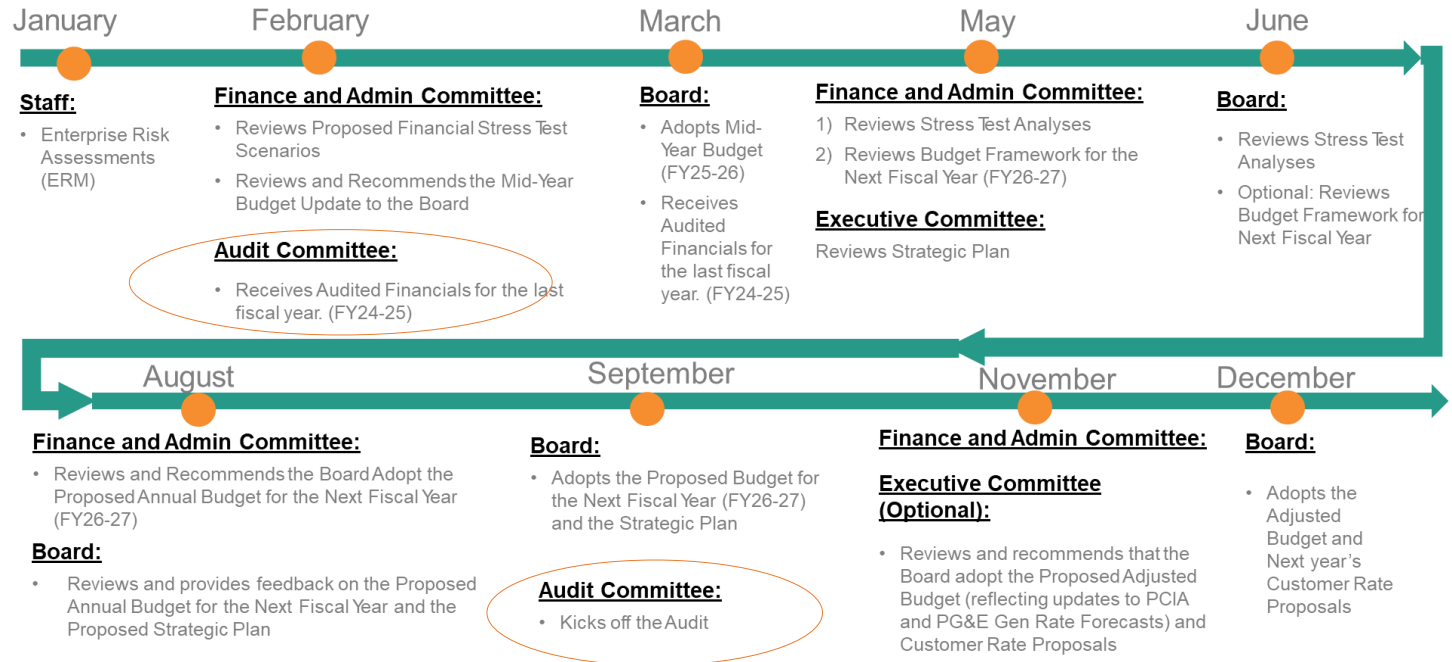 January
February
March
May
June
Staff:
• Enterprise Risk
Assessments
(ERM)
Finance and Admin Committee:
• Reviews Proposed Financial Stress Test
Scenarios
• Reviews and Recommends the Mid-Year
Budget Update to the Board
Audit Committee:
• Receives Audited Financials for the last
fiscal year. (FY24-25)
Board:
• Adopts Mid-
Year Budget
(FY25-26)
• Receives
Audited
Financials for
the last fiscal
year. (FY24-25)
Finance and Admin Committee:
1) Reviews Stress Test Analyses
2) Reviews Budget Framework for the
Next Fiscal Year (FY26-27)
Executive Committee:
Reviews Strategic Plan
Board:
• Reviews Stress Test
Analyses
• Optional: Reviews
Budget Framework for
Next Fiscal Year
August
September
November
December
Finance and Admin Committee:
• Reviews and Recommends the Board Adopt the
Proposed Annual Budget for the Next Fiscal Year
(FY26-27)
Board:
• Reviews and provides feedback on the Proposed
Annual Budget for the Next Fiscal Year and the
Proposed Strategic Plan
Board:
• Adopts the Proposed Budget for
the Next Fiscal Year (FY26-27)
and the Strategic Plan
Audit Committee:
• Kicks off the Audit
Finance and Admin Committee:
Executive Committee
(Optional):
• Reviews and recommends that the
Board adopt the Proposed Adjusted
Budget (reflecting updates to PCIA
and PG&E Gen Rate Forecasts) and
Customer Rate Proposals
Board:
• Adopts the
Adjusted
Budget and
Next year's
Customer Rate
Proposals